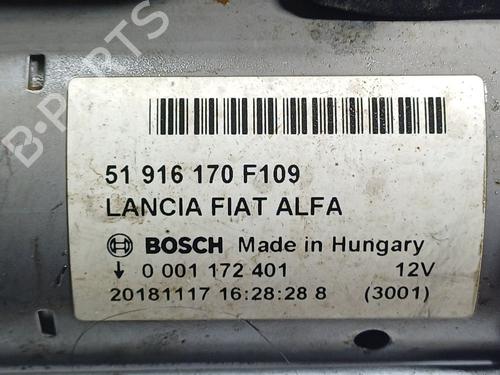 B-PARTS
51 916 170 F109
LANCIA FIAT ALFA
BOSCH Made in Hungary
0 001 172 401 12V
20181117 16:28:28 8 (3001)